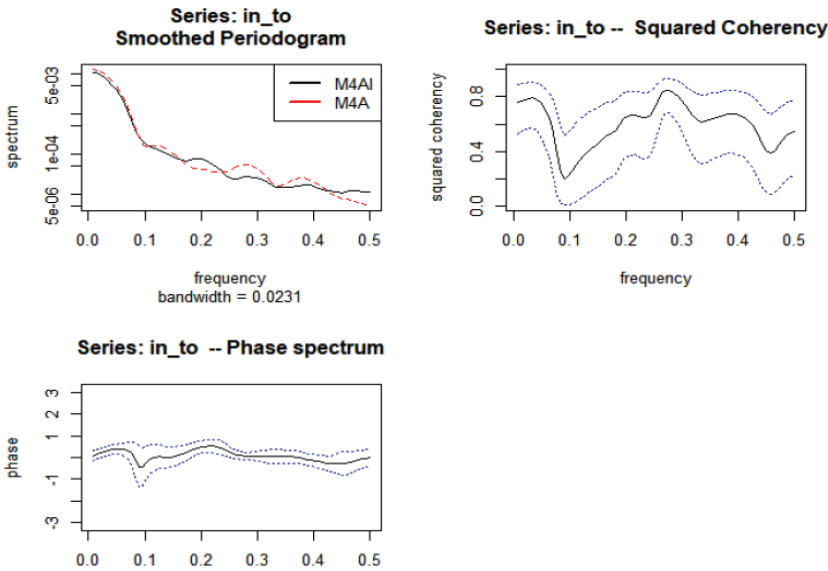 Series: in_to
Smoothed Periodogram
spectrum
5e-03
1e-04
5e-06
M4AI
M4A
0.0 0.1 0.2 0.3 0.4 0.5
frequency
bandwidth = 0.0231
Series: in_to -- Squared Coherency
squared coherency
0.8
0.4
0.0
0.0 0.1 0.2 0.3 0.4 0.5
frequency
Series: in_to -- Phase spectrum
phase
3
1
-1
-3
0.0 0.1 0.2 0.3 0.4 0.5